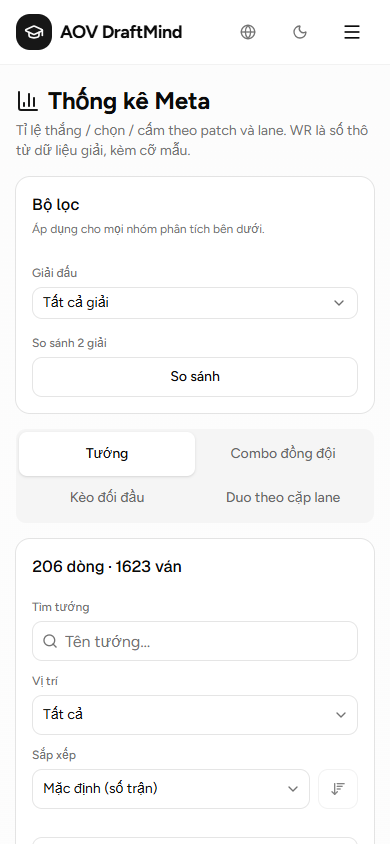 AOV DraftMind
Thống kê Meta
Tỉ lệ thắng / chọn / cấm theo patch và lane. WR là số thô
từ dữ liệu giải, kèm cỡ mẫu.
Bộ lọc
Áp dụng cho mọi nhóm phân tích bên dưới.
Giải đấu
Tất cả giải
So sánh 2 giải
So sánh
Tướng
Combo đồng đội
Kèo đối đầu
Duo theo cặp lane
206 dòng · 1623 ván
Tìm tướng
Tên tướng...
Vị trí
Tất cả
Sắp xếp
Mặc định (số trận)